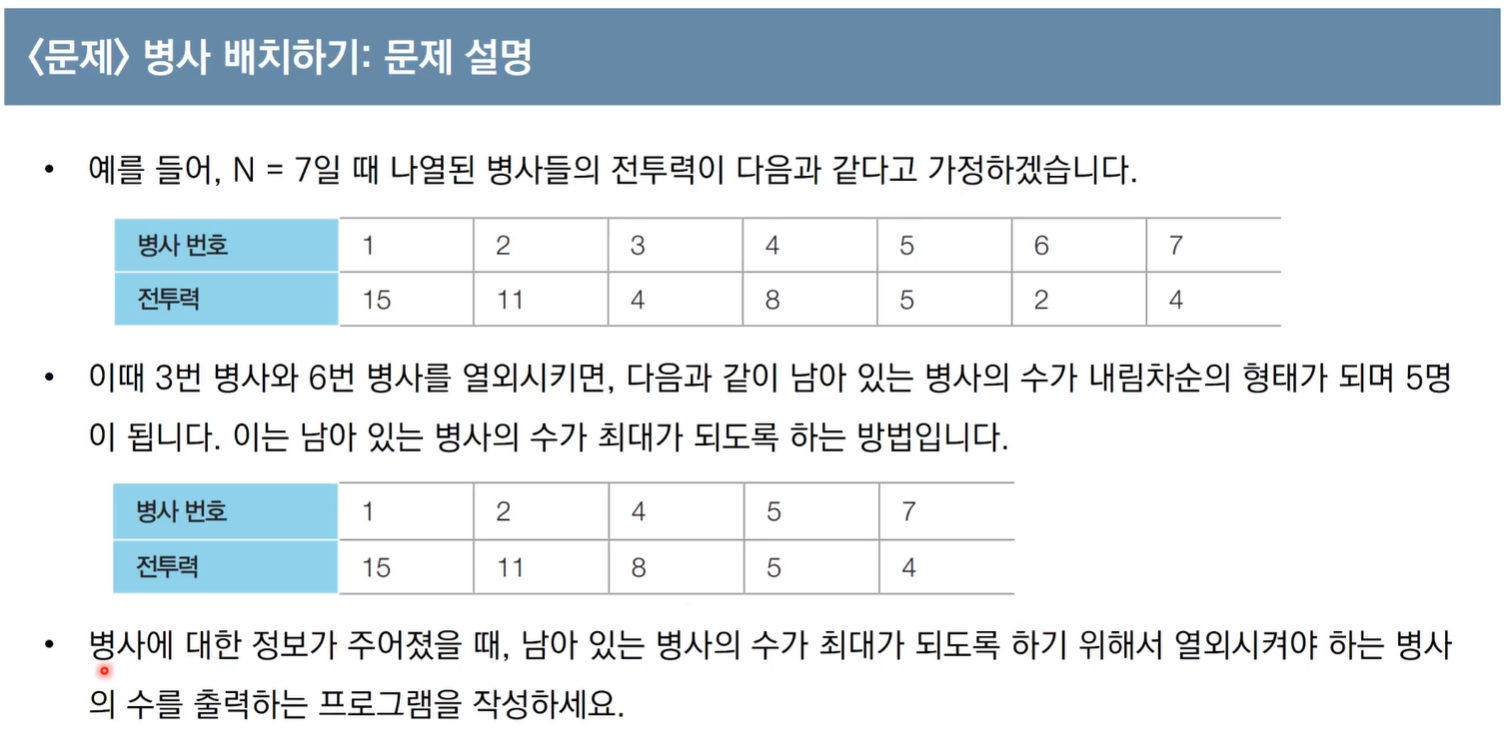 〈문제〉 병사 배치하기: 문제 설명
• 예를 들어, N = 7일 때 나열된 병사들의 전투력이 다음과 같다고 가정하겠습니다.
병사 번호 1 2 3 4 5 6 7
전투력 15 11 4 8 5 2 4
• 이때 3번 병사와 6번 병사를 열외시키면, 다음과 같이 남아 있는 병사의 수가 내림차순의 형태가 되며 5명
이 됩니다. 이는 남아 있는 병사의 수가 최대가 되도록 하는 방법입니다.
병사 번호 1 2 4 5 7
전투력 15 11 8 5 4
• 병사에 대한 정보가 주어졌을 때, 남아 있는 병사의 수가 최대가 되도록 하기 위해서 열외시켜야 하는 병사
의 수를 출력하는 프로그램을 작성하세요.